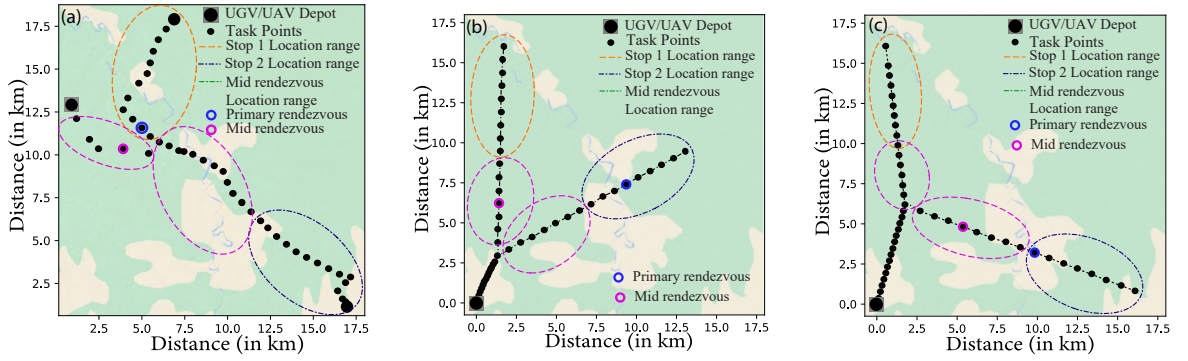 (a)
UGV/UAV Depot
Task Points
Stop 1 Location range
Stop 2 Location range
Mid rendezvous
Location range
Primary rendezvous
Mid rendezvous
Distance (in km)
17.5
15.0
12.5
10.0
7.5
5.0
2.5
2.5
5.0
7.5
10.0
12.5
15.0
17.5
Distance (in km)
(b)
UGV/UAV Depot
Task Points
Stop 1 Location range
Stop 2 Location range
Mid rendezvous
Location range
Primary rendezvous
Mid rendezvous
Distance (in km)
17.5
15.0
12.5
10.0
7.5
5.0
2.5
0.0
0.0
2.5
5.0
7.5
10.0
12.5
15.0
17.5
Distance (in km)
(c)
UGV/UAV Depot
Task Points
Stop 1 Location range
Stop 2 Location range
Mid rendezvous
Location range
Primary rendezvous
Mid rendezvous
Distance (in km)
17.5
15.0
12.5
10.0
7.5
5.0
2.5
0.0
0.0
2.5
5.0
7.5
10.0
12.5
15.0
17.5
Distance (in km)